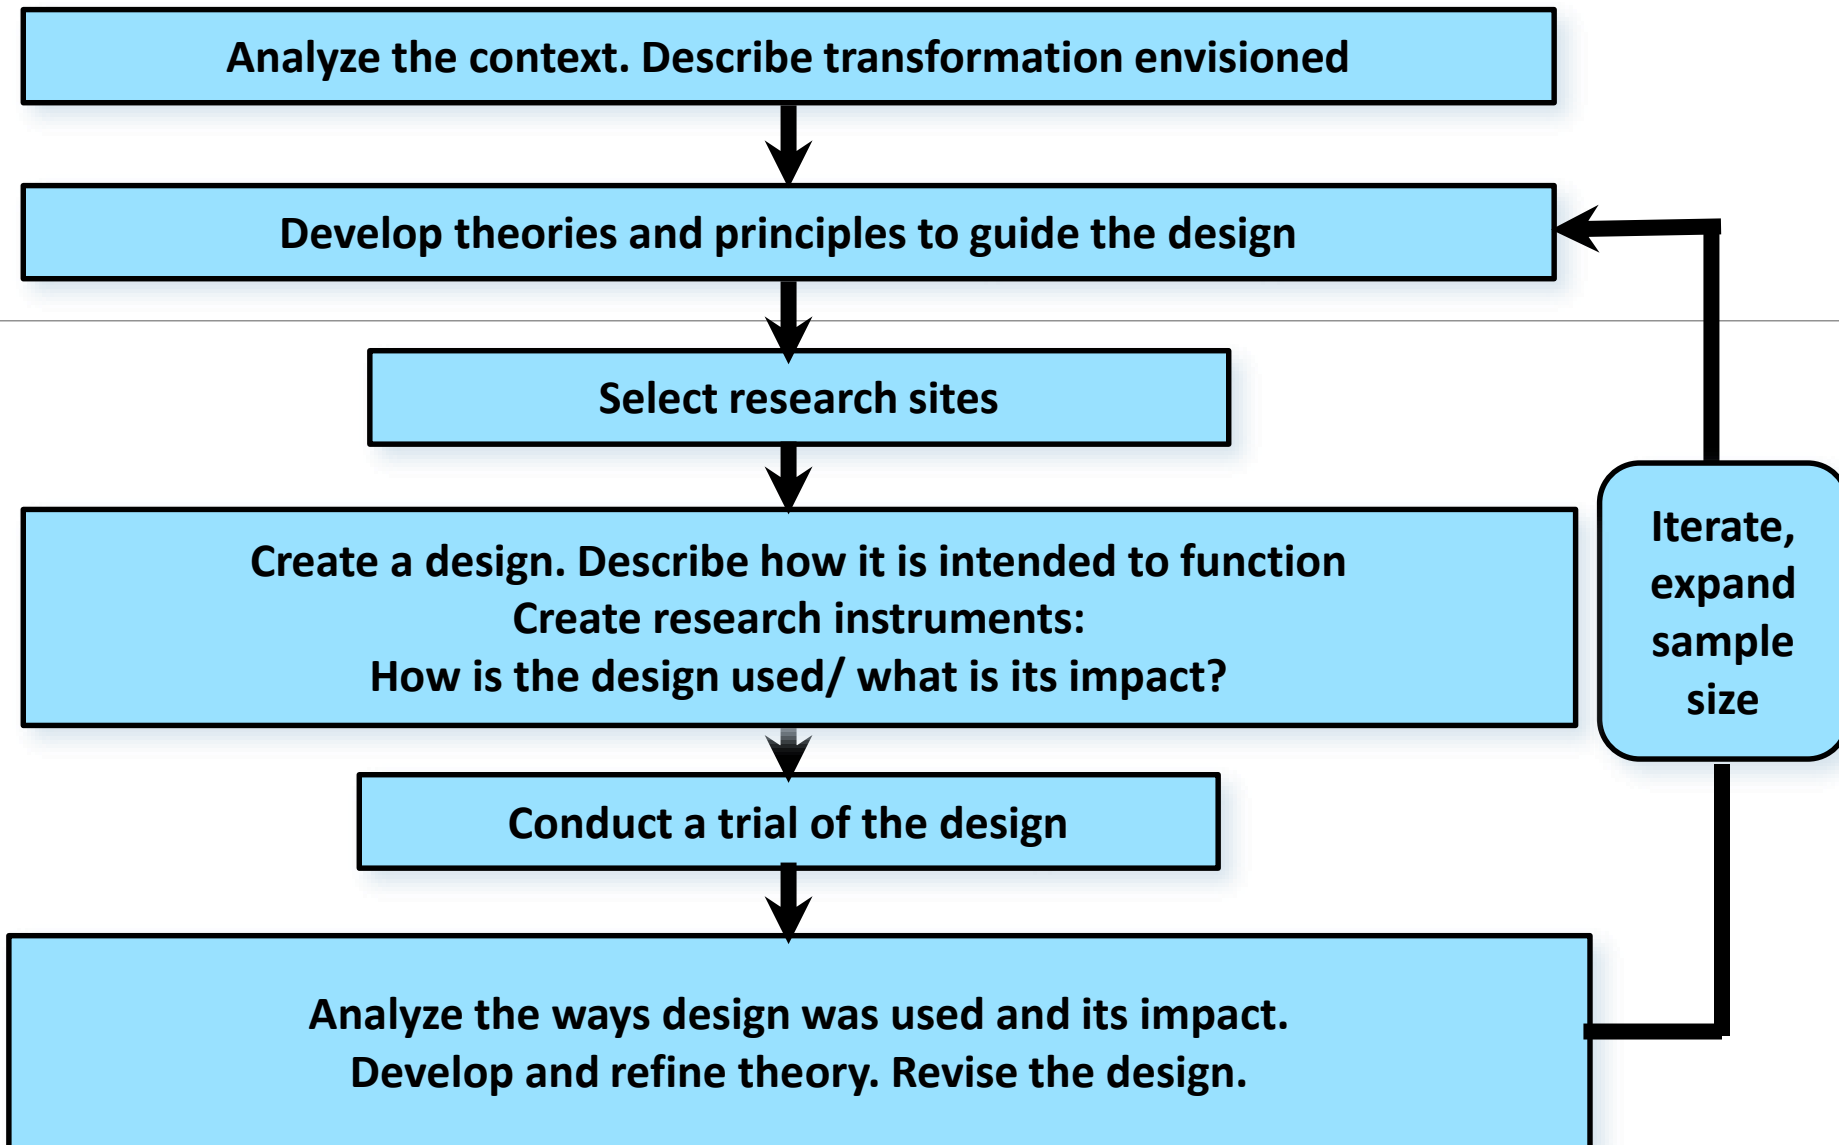 Analyze the context. Describe transformation envisioned
Develop theories and principles to guide the design
Select research sites
Create a design. Describe how it is intended to function
Create research instruments:
How is the design used/ what is its impact?
Iterate,
expand
sample
size
Conduct a trial of the design
Analyze the ways design was used and its impact.
Develop and refine theory. Revise the design.